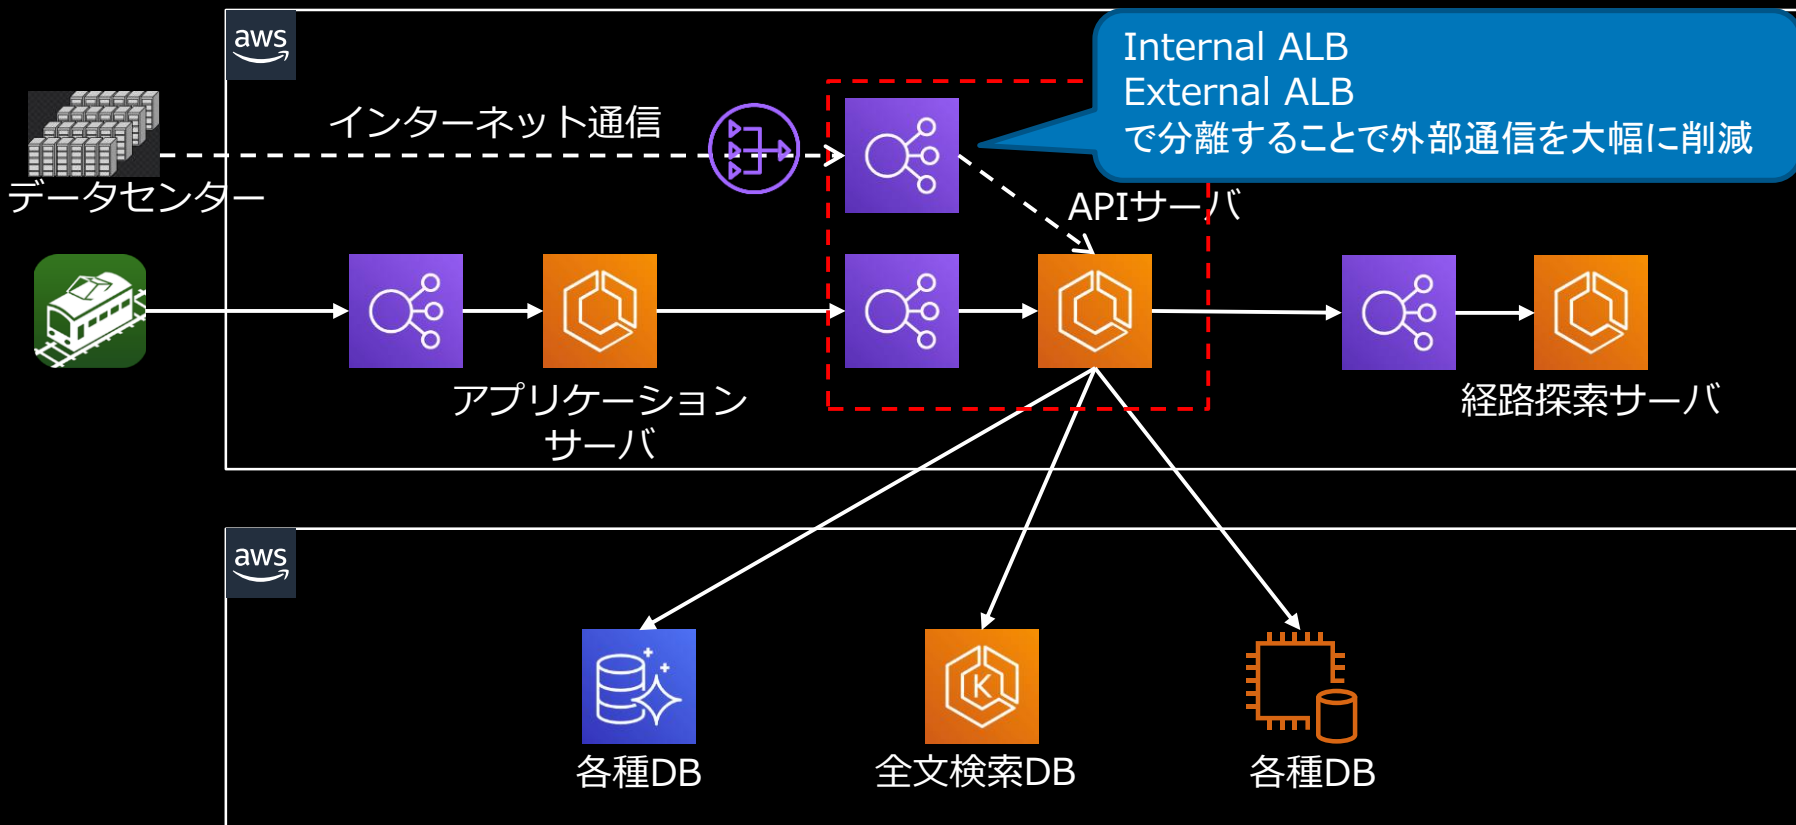 aws
Internal ALB
External ALB
で分離することで外部通信を大幅に削減
インターネット通信
データセンター
APIサーバ
アプリケーション
サーバ
経路探索サーバ
aws
K
各種DB
全文検索DB
各種DB